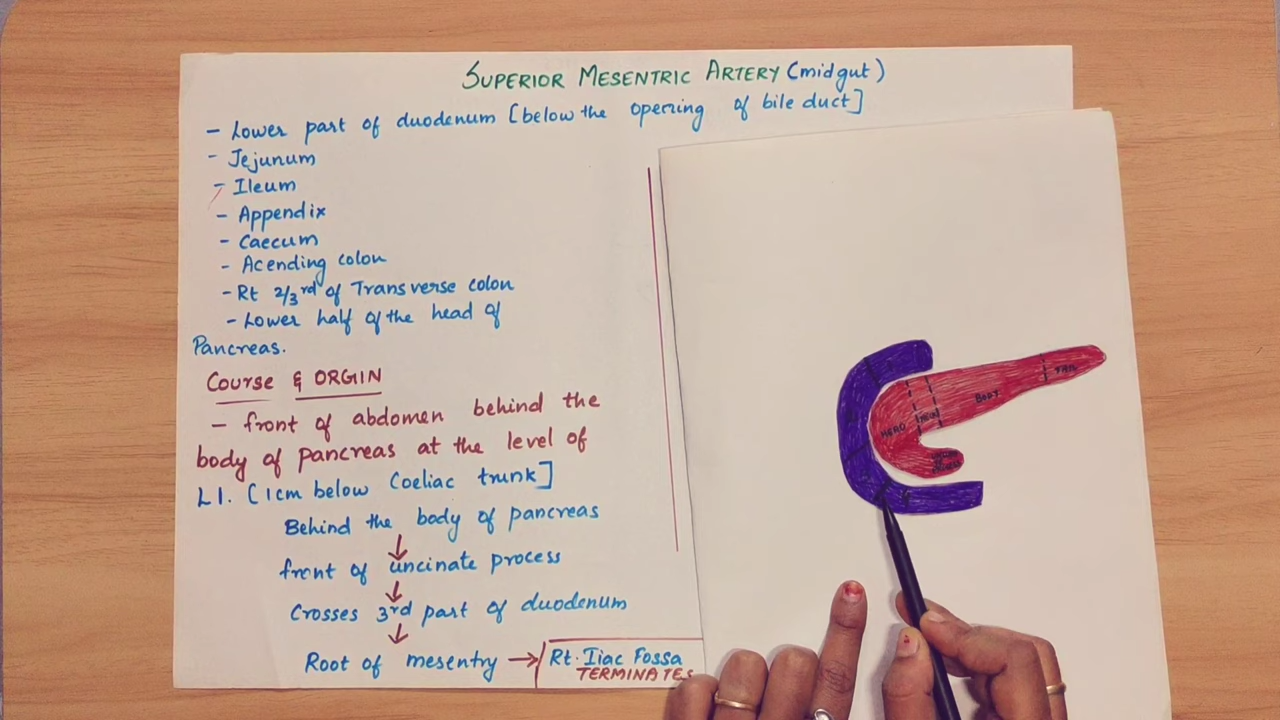 SUPERIOR MESENTRIC ARTERY (midgut)
- Lower part of duodenum [below the opening of bile duct]
- Jejunum
- Ileum
- Appendix
- Caecum
- Acending colon
- Rt 2/3rd of Transverse colon
- Lower half of the head of
Pancreas.
Course & ORGIN
- front of abdomen behind the
body of pancreas at the level of
L1. [1cm below Coeliac trunk]
Behind the body of pancreas
front of uncinate process
Crosses 3rd part of duodenum
Root of mesentry → Rt. Iiac Fossa
TERMINATES
TAIL
BODY
HEAD